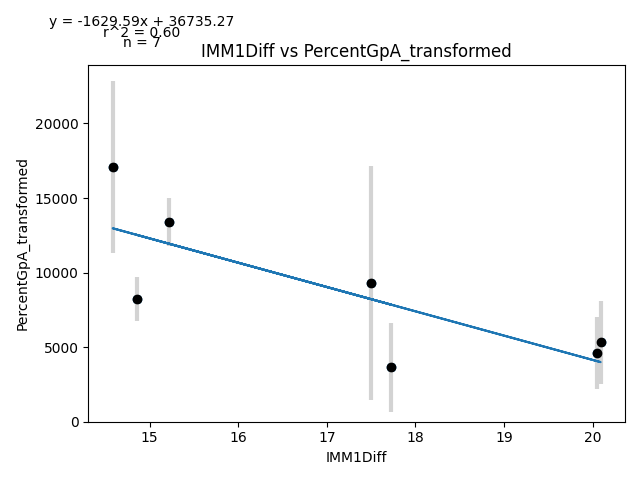 y = -1629.59x + 36735.27
r^2 = 0.60
n = 7
IMM1Diff vs PercentGpA_transformed
PercentGpA_transformed
20000
15000
10000
5000
0
15 16 17 18 19 20
IMM1Diff